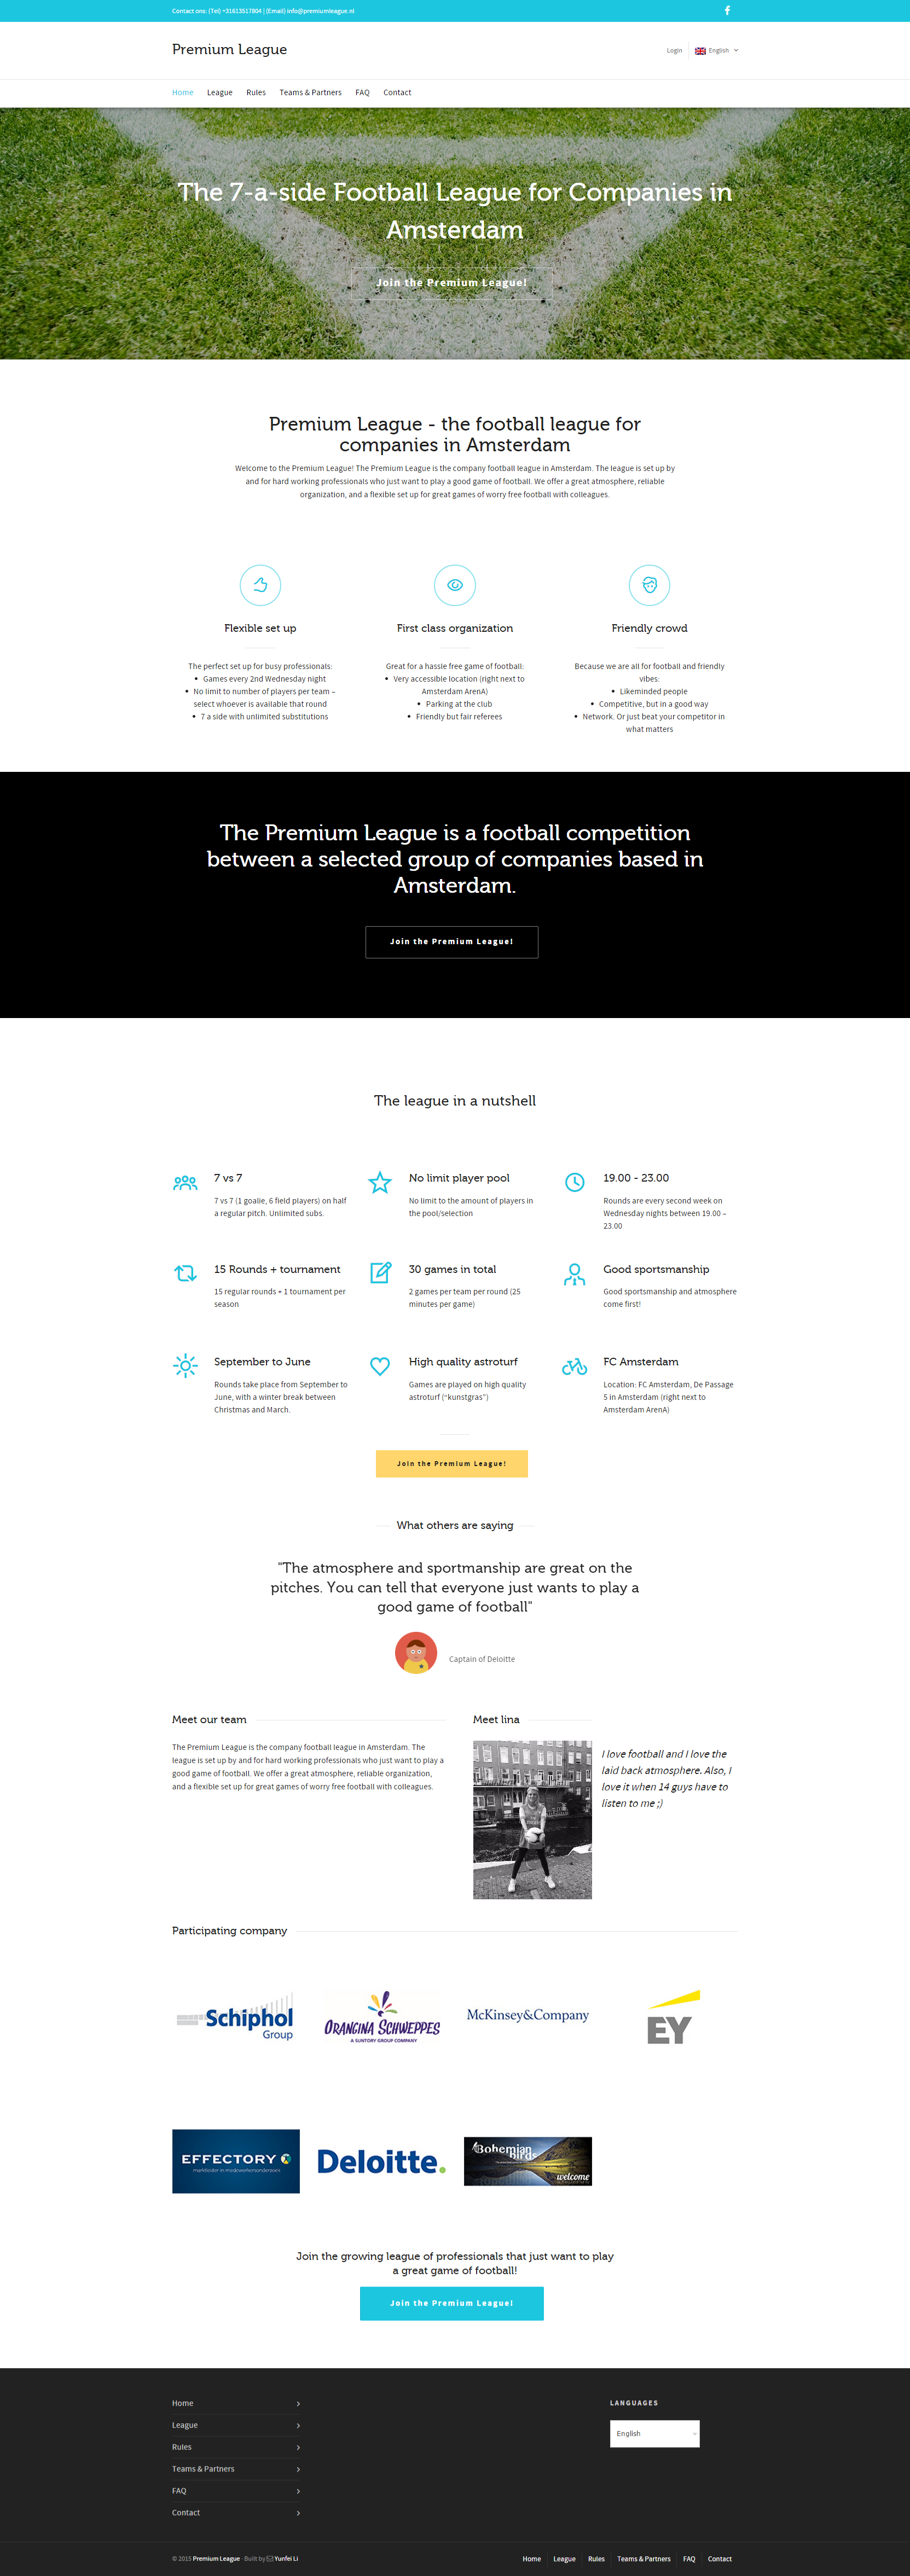 Contact ons: (Tel) +31613517804 | (Email) info@premiumleague.nl
Premium League
Login
English
Home League Rules Teams & Partners FAQ Contact
The 7-a-side Football League for Companies in
Amsterdam
Join the Premium League!
Premium League - the football league for
companies in Amsterdam
Welcome to the Premium League! The Premium League is the company football league in Amsterdam. The league is set up by
and for hard working professionals who just want to play a good game of football. We offer a great atmosphere, reliable
organization, and a flexible set up for great games of worry free football with colleagues.
Flexible set up
The perfect set up for busy professionals:
• Games every 2nd Wednesday night
• No limit to number of players per team –
select whoever is available that round
• 7 a side with unlimited substitutions
First class organization
Great for a hassle free game of football:
• Very accessible location (right next to
Amsterdam ArenA)
• Parking at the club
• Friendly but fair referees
Friendly crowd
Because we are all for football and friendly
vibes:
• Likeminded people
• Competitive, but in a good way
• Network. Or just beat your competitor in
what matters
The Premium League is a football competition
between a selected group of companies based in
Amsterdam.
Join the Premium League!
The league in a nutshell
7 vs 7
7 vs 7 (1 goalie, 6 field players) on half
a regular pitch. Unlimited subs.
No limit player pool
No limit to the amount of players in
the pool/selection
19.00 - 23.00
Rounds are every second week on
Wednesday nights between 19.00 –
23.00
15 Rounds + tournament
15 regular rounds + 1 tournament per
season
30 games in total
2 games per team per round (25
minutes per game)
Good sportsmanship
Good sportsmanship and atmosphere
come first!
September to June
Rounds take place from September to
June, with a winter break between
Christmas and March.
High quality astroturf
Games are played on high quality
astroturf ("kunstgras")
FC Amsterdam
Location: FC Amsterdam, De Passage
5 in Amsterdam (right next to
Amsterdam ArenA)
Join the Premium League!
What others are saying
"The atmosphere and sportmanship are great on the
pitches. You can tell that everyone just wants to play a
good game of football"
Captain of Deloitte
Meet our team
The Premium League is the company football league in Amsterdam. The
league is set up by and for hard working professionals who just want to play a
good game of football. We offer a great atmosphere, reliable organization,
and a flexible set up for great games of worry free football with colleagues.
Meet lina
I love football and I love the
laid back atmosphere. Also, I
love it when 14 guys have to
listen to me ;)
Participating company
Schiphol
Group
ORANGINA SCHWEPPES
A SUNTORY GROUP COMPANY
McKinsey&Company
EY
EFFECTORY
marktleider in medewerkersonderzoek
Deloitte.
Bohemian
birds
welcome
Join the growing league of professionals that just want to play
a great game of football!
Join the Premium League!
Home
League
Rules
Teams & Partners
FAQ
Contact
LANGUAGES
English
© 2015 Premium League · Built by Yunfei Li
Home League Rules Teams & Partners FAQ Contact